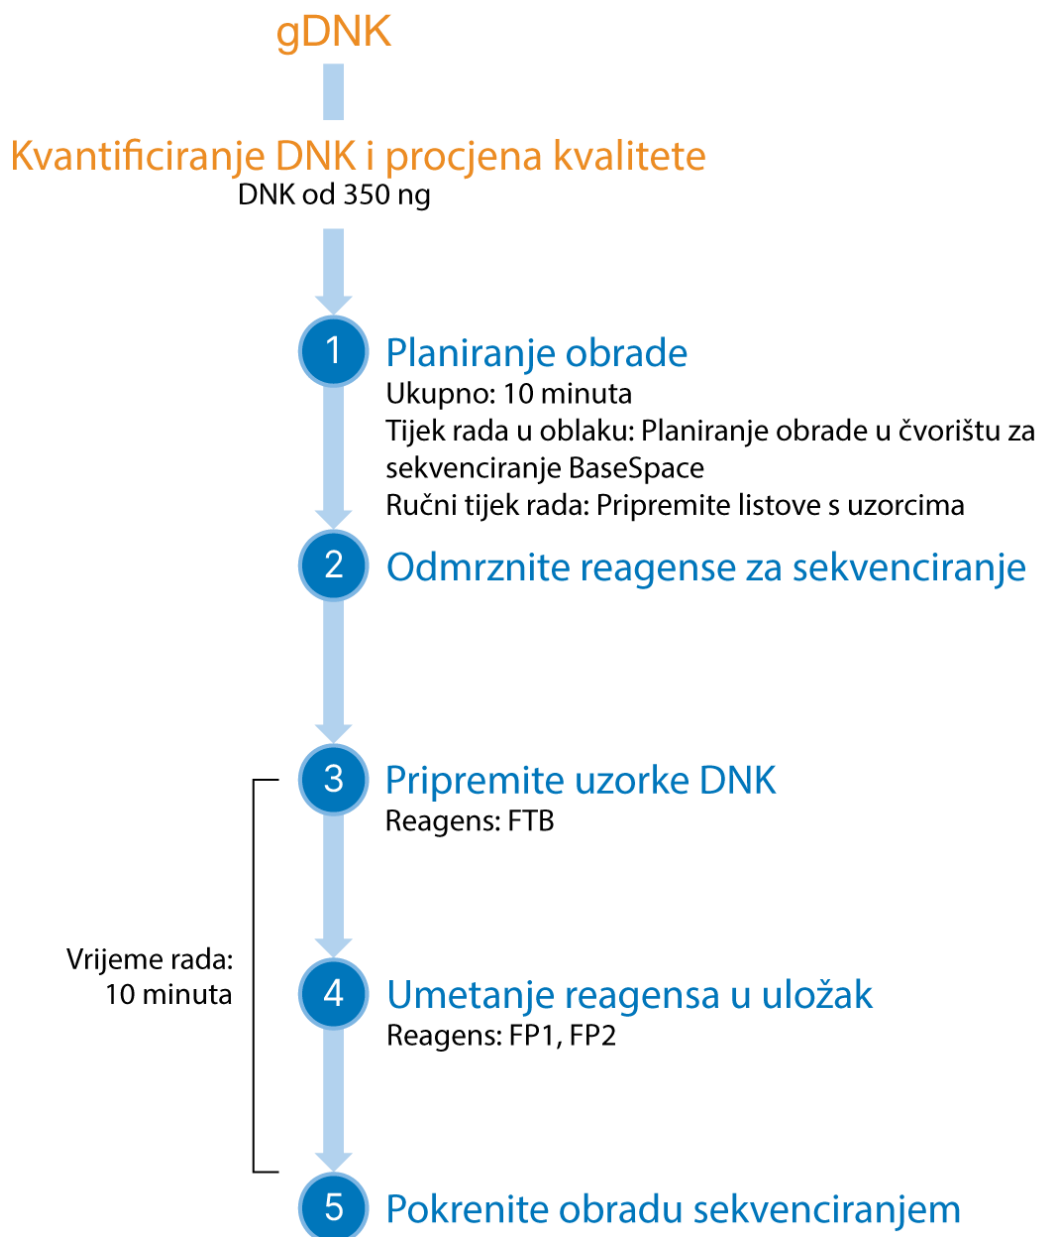 gDNK
Kvantificiranje DNK i procjena kvalitete
DNK od 350 ng
1
Planiranje obrade
Ukupno: 10 minuta
Tijek rada u oblaku: Planiranje obrade u čvorištu za
sekvenciranje BaseSpace
Ručni tijek rada: Pripremite listove s uzorcima
2
Odmrznite reagense za sekvenciranje
3
Pripremite uzorke DNK
Reagens: FTB
Vrijeme rada:
10 minuta
4
Umetanje reagensa u uložak
Reagens: FP1, FP2
5
Pokrenite obradu sekvenciranjem